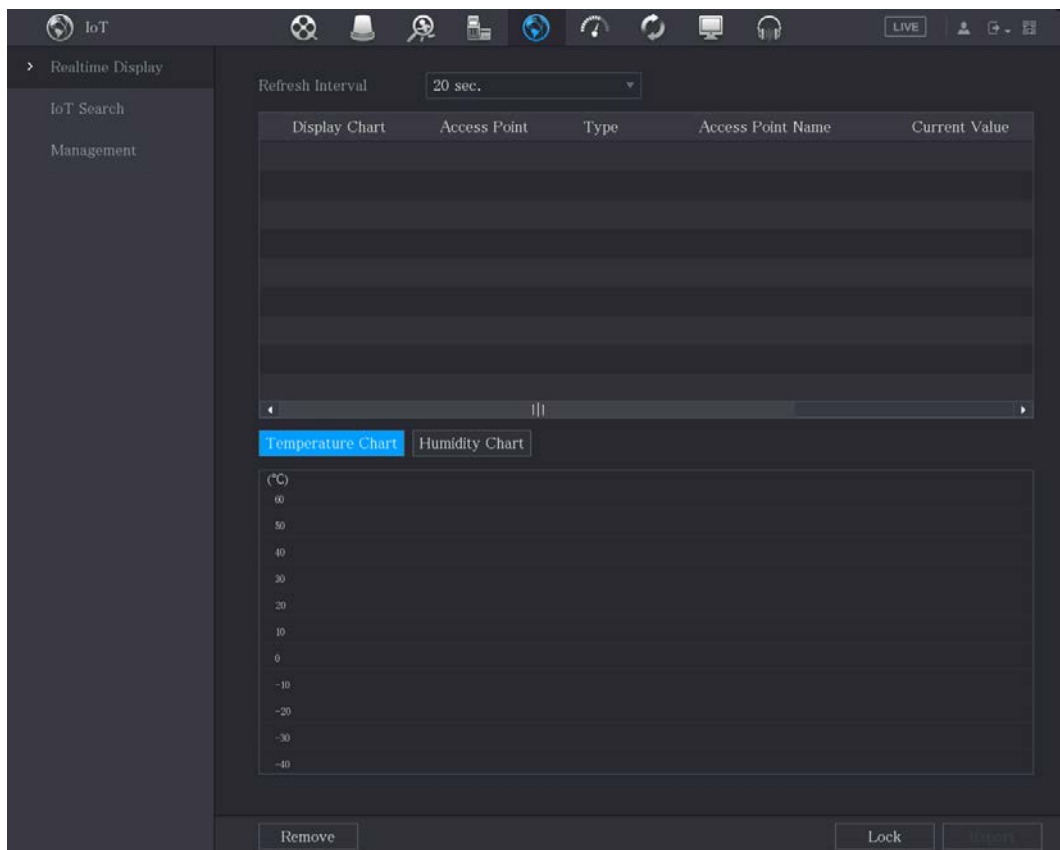 IoT
LIVE
Realtime Display
IoT Search
Management
Refresh Interval 20 sec.
Display Chart Access Point Type Access Point Name Current Value
Temperature Chart Humidity Chart
(°C)
60
50
40
30
20
10
0
-10
-20
-30
-40
Remove Lock